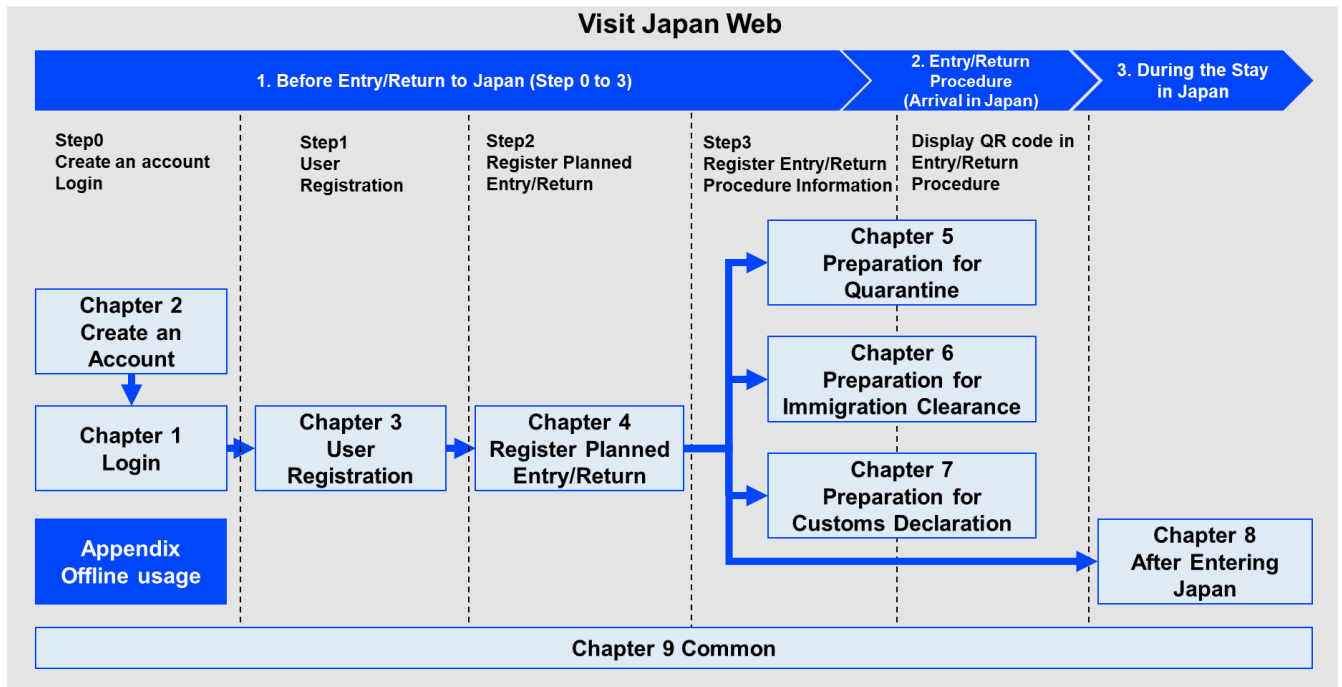 Visit Japan Web
1. Before Entry/Return to Japan (Step 0 to 3)
2. Entry/Return
Procedure
(Arrival in Japan)
3. During the Stay
in Japan
Step0
Create an account
Login
Step1
User
Registration
Step2
Register Planned
Entry/Return
Step3
Register Entry/Return
Procedure Information
Display QR code in
Entry/Return
Procedure
Chapter 2
Create an
Account
Chapter 1
Login
Chapter 3
User
Registration
Chapter 4
Register Planned
Entry/Return
Chapter 5
Preparation for
Quarantine
Chapter 6
Preparation for
Immigration Clearance
Chapter 7
Preparation for
Customs Declaration
Chapter 8
After Entering
Japan
Appendix
Offline usage
Chapter 9 Common